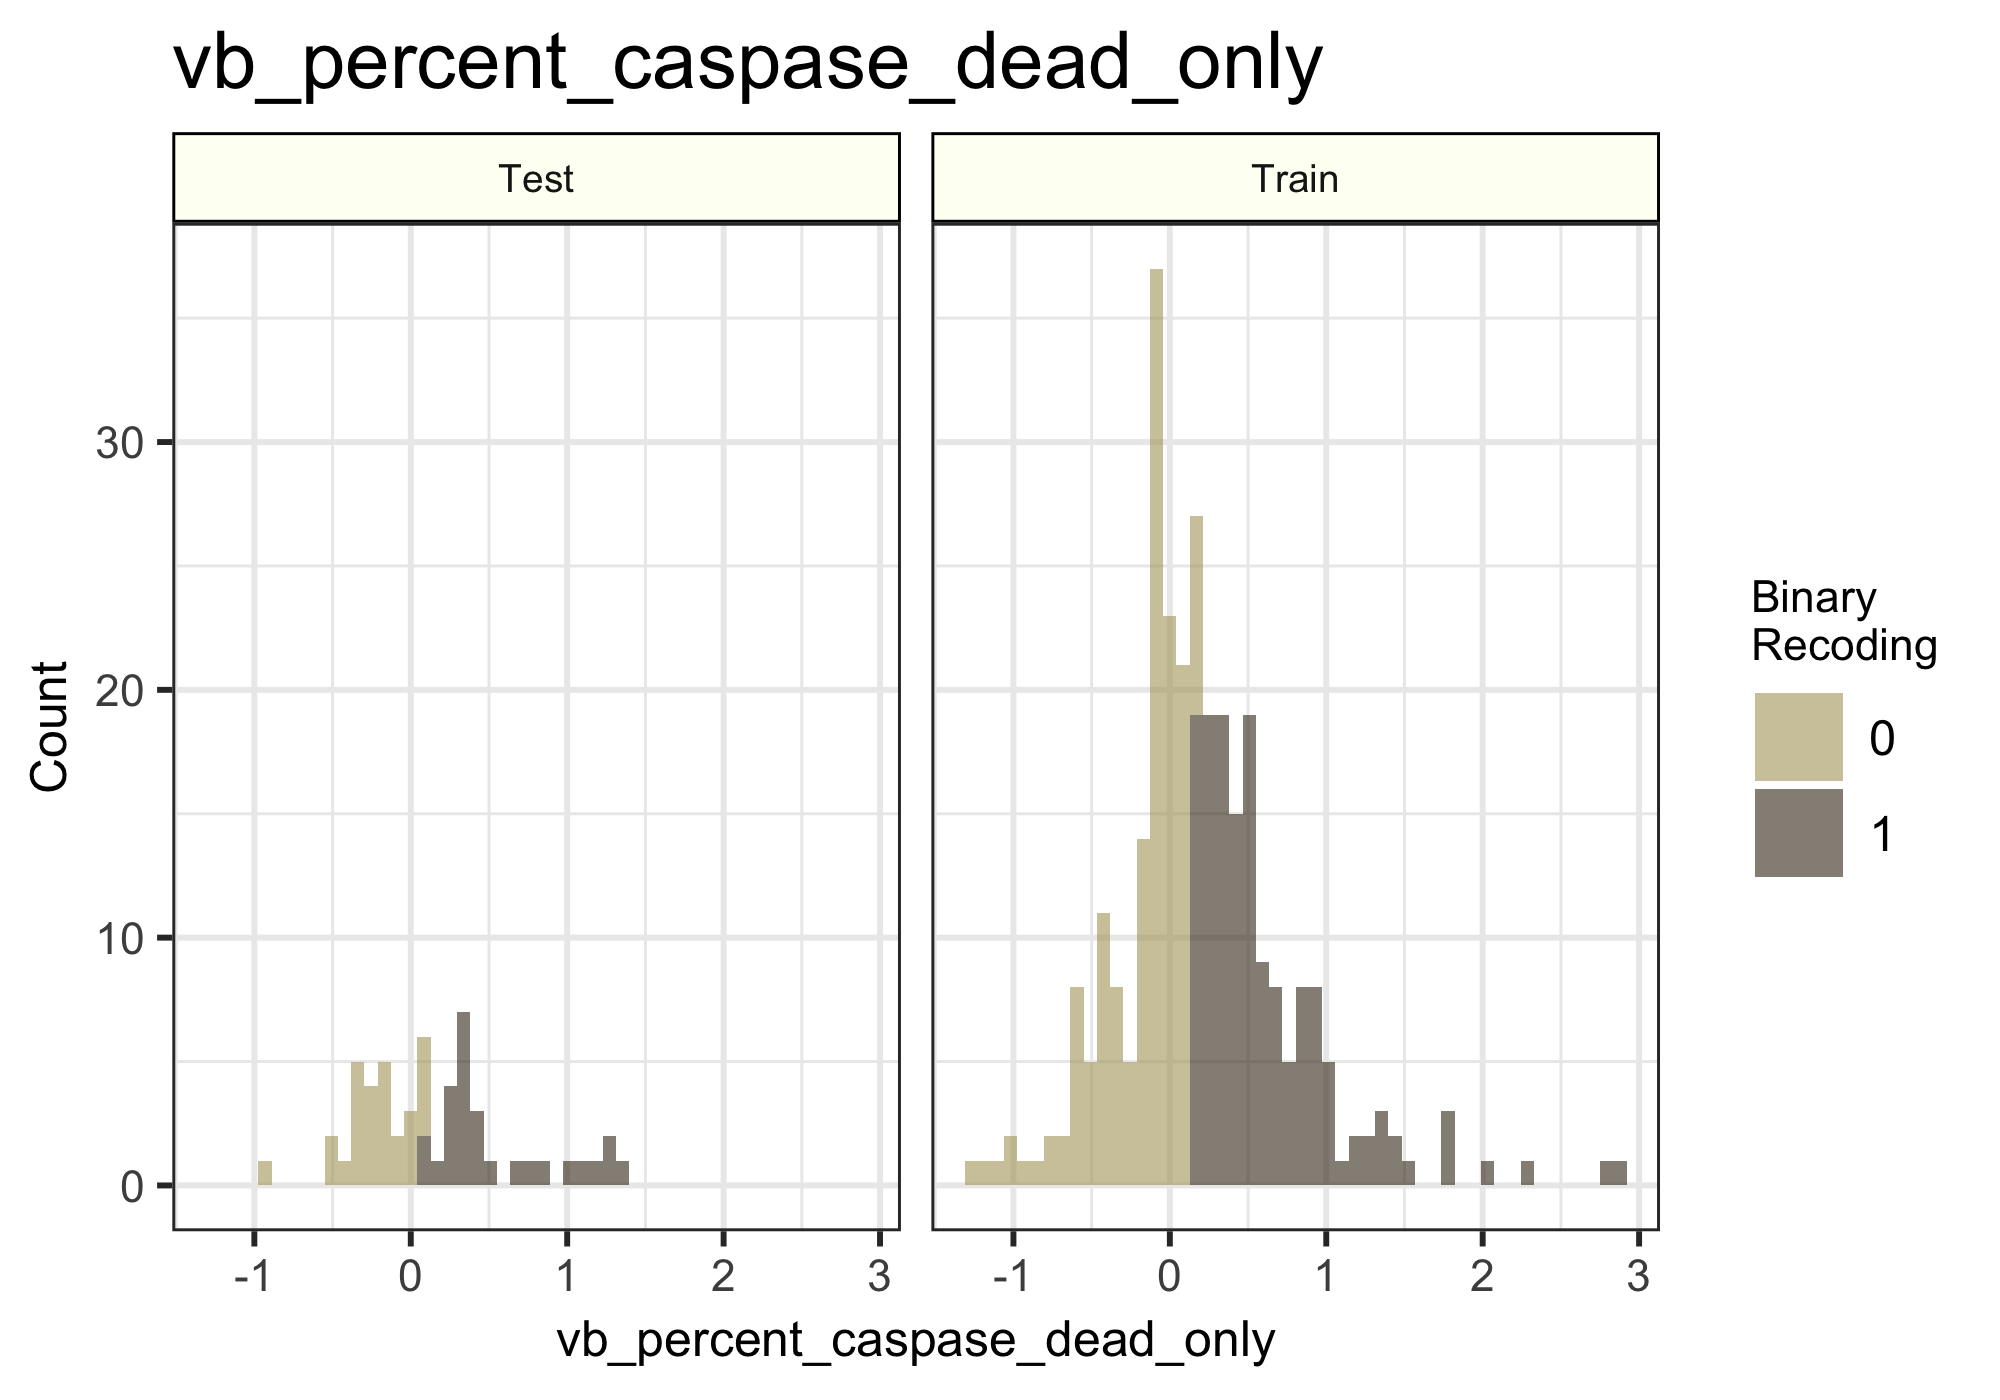 vb_percent_caspase_dead_only
Test
Train
30
20
10
0
Count
-1 0 1 2 3
-1 0 1 2 3
vb_percent_caspase_dead_only
Binary
Recoding
0
1